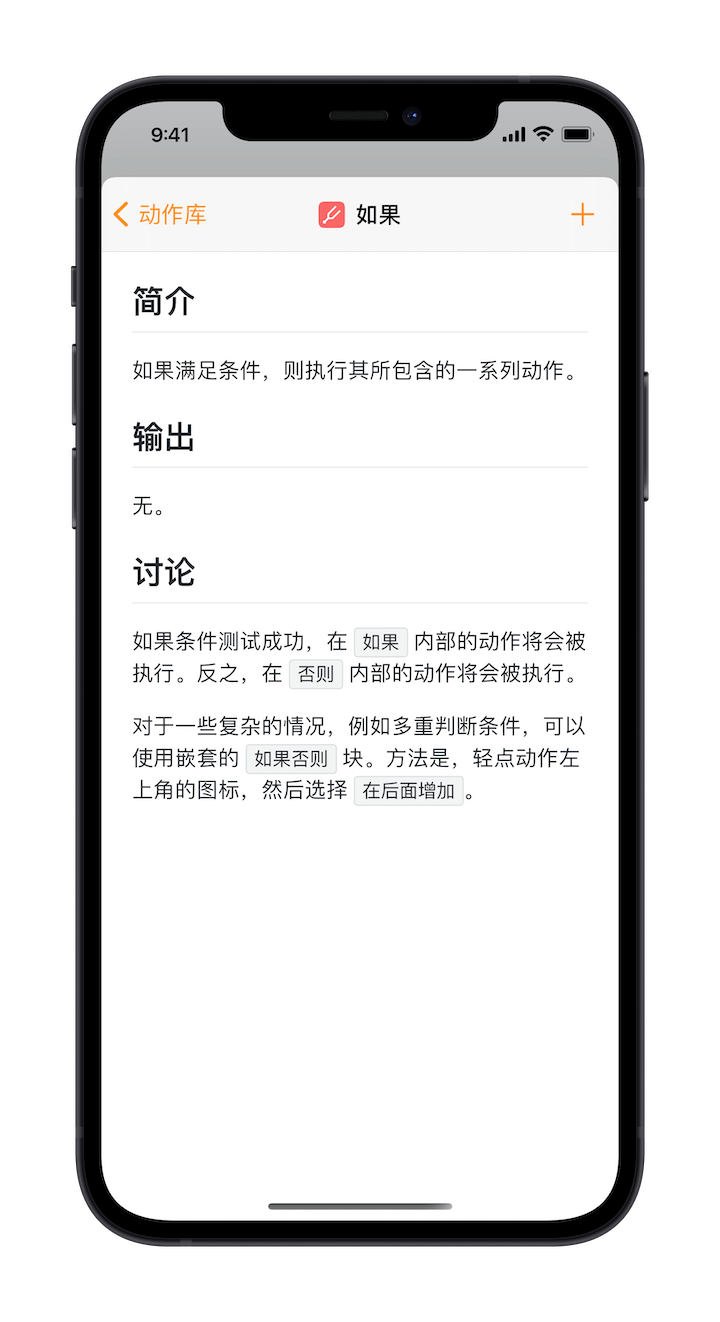 9:41
动作库
如果
简介
如果满足条件，则执行其所包含的一系列动作。
输出
无。
讨论
如果条件测试成功，在 如果 内部的动作将会被
执行。反之，在 否则 内部的动作将会被执行。
对于一些复杂的情况，例如多重判断条件，可以
使用嵌套的 如果否则 块。方法是，轻点动作左
上角的图标，然后选择 在后面增加 。